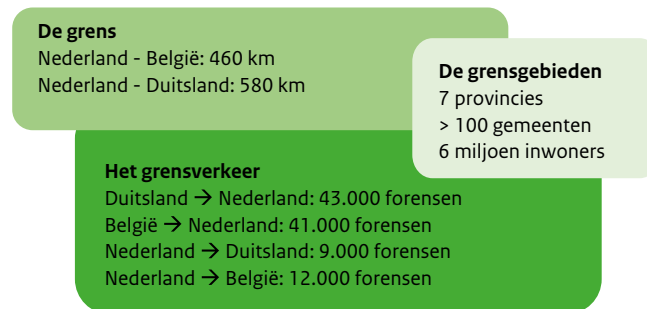 De grens
Nederland - België: 460 km
Nederland - Duitsland: 580 km
De grensgebieden
7 provincies
> 100 gemeenten
6 miljoen inwoners
Het grensverkeer
Duitsland → Nederland: 43.000 forensen
België → Nederland: 41.000 forensen
Nederland → Duitsland: 9.000 forensen
Nederland → België: 12.000 forensen